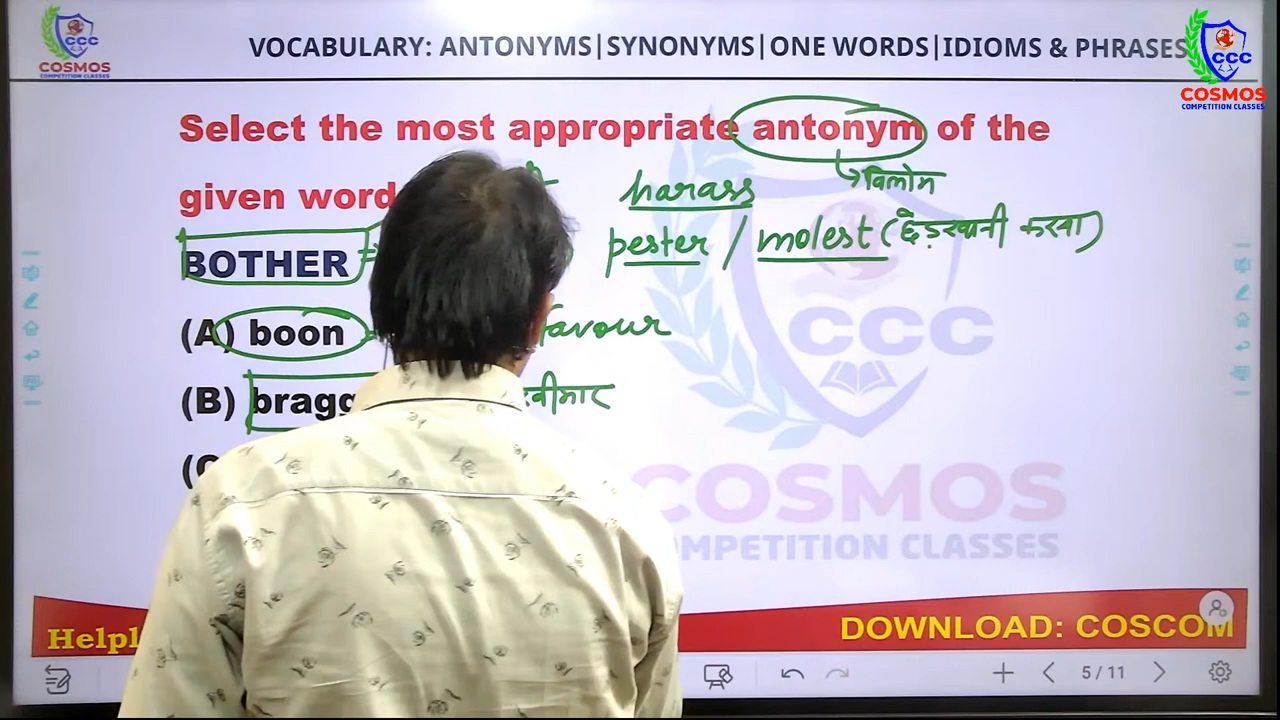 CCC
COSMOS
COMPETITION CLASSES
VOCABULARY: ANTONYMS|SYNONYMS|ONE WORDS|IDIOMS & PHRASES
CCC
COSMOS
COMPETITION CLASSES
Select the most appropriate antonym of the
विलोम
given word
harass
BOTHER
pester / molest (छेड़खानी करना)
(A) boon
favour
(B) bragg
CCC
COSMOS
COMPETITION CLASSES
Helpl
DOWNLOAD: COSCOM
5 / 11